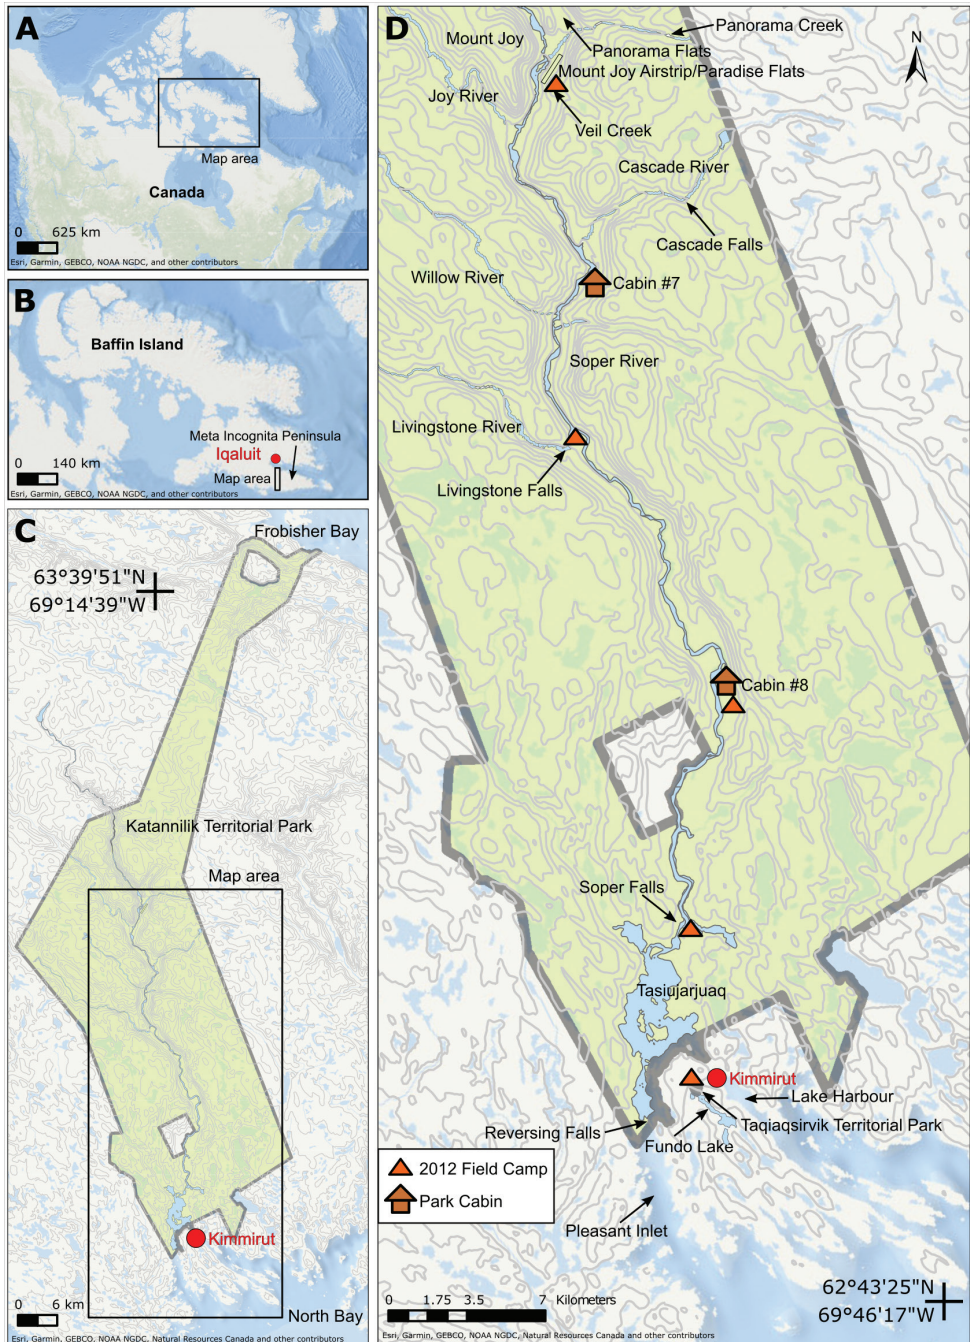 A
Map area
Canada
0 625 km
Esri, Garmin, GEBCO, NOAA NGDC, and other contributors
B
Baffin Island
Meta Incognita Peninsula
Iqaluit
Map area
0 140 km
Esri, Garmin, GEBCO, NOAA NGDC, and other contributors
C
Frobisher Bay
63°39'51"N
69°14'39"W
Katannilik Territorial Park
Map area
Kimmirut
0 6 km
North Bay
Esri, Garmin, GEBCO, NOAA NGDC, Natural Resources Canada and other contributors
D
Mount Joy
Panorama Creek
N
Panorama Flats
Mount Joy Airstrip/Paradise Flats
Joy River
Veil Creek
Cascade River
Cascade Falls
Willow River
Cabin #7
Soper River
Livingstone River
Livingstone Falls
Cabin #8
Soper Falls
Tasiujarjuaq
Kimmirut
Lake Harbour
Taqiaqsirvik Territorial Park
Reversing Falls
Fundo Lake
2012 Field Camp
Park Cabin
Pleasant Inlet
62°43'25"N
69°46'17"W
0 1.75 3.5 7 Kilometers
Esri, Garmin, GEBCO, NOAA NGDC, Natural Resources Canada and other contributors